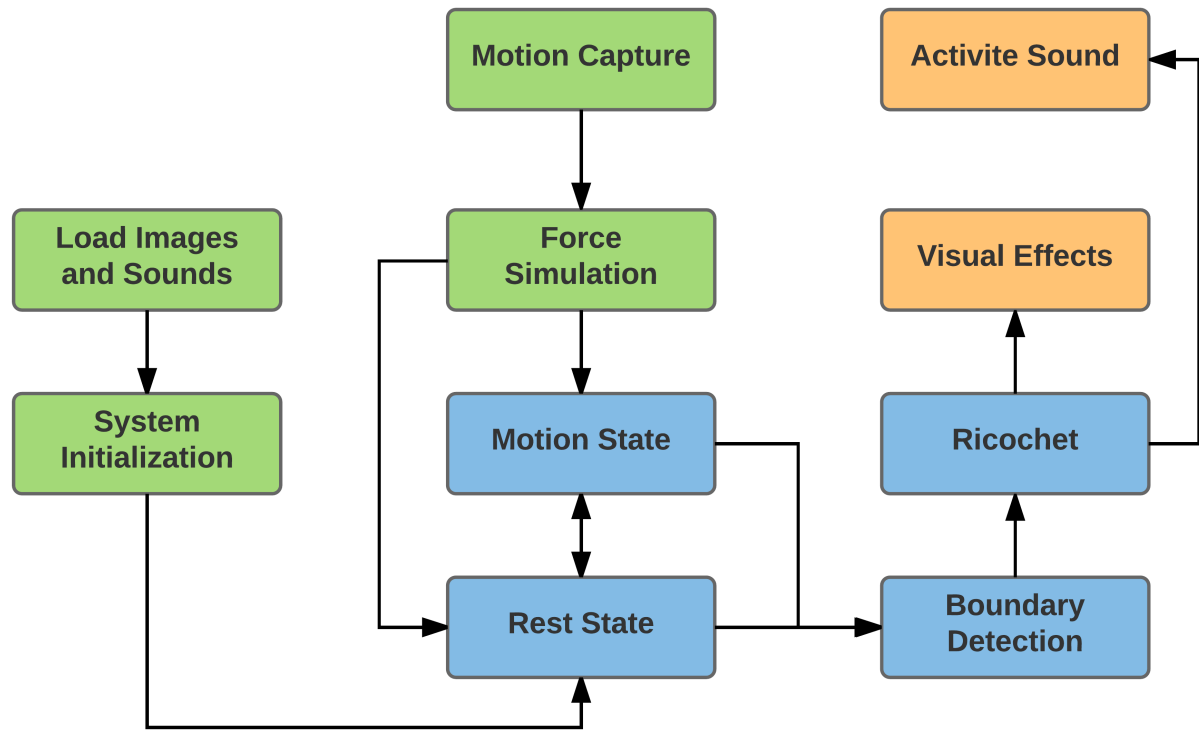 Motion Capture
Activite Sound
Load Images
and Sounds
Force
Simulation
Visual Effects
System
Initialization
Motion State
Ricochet
Rest State
Boundary
Detection